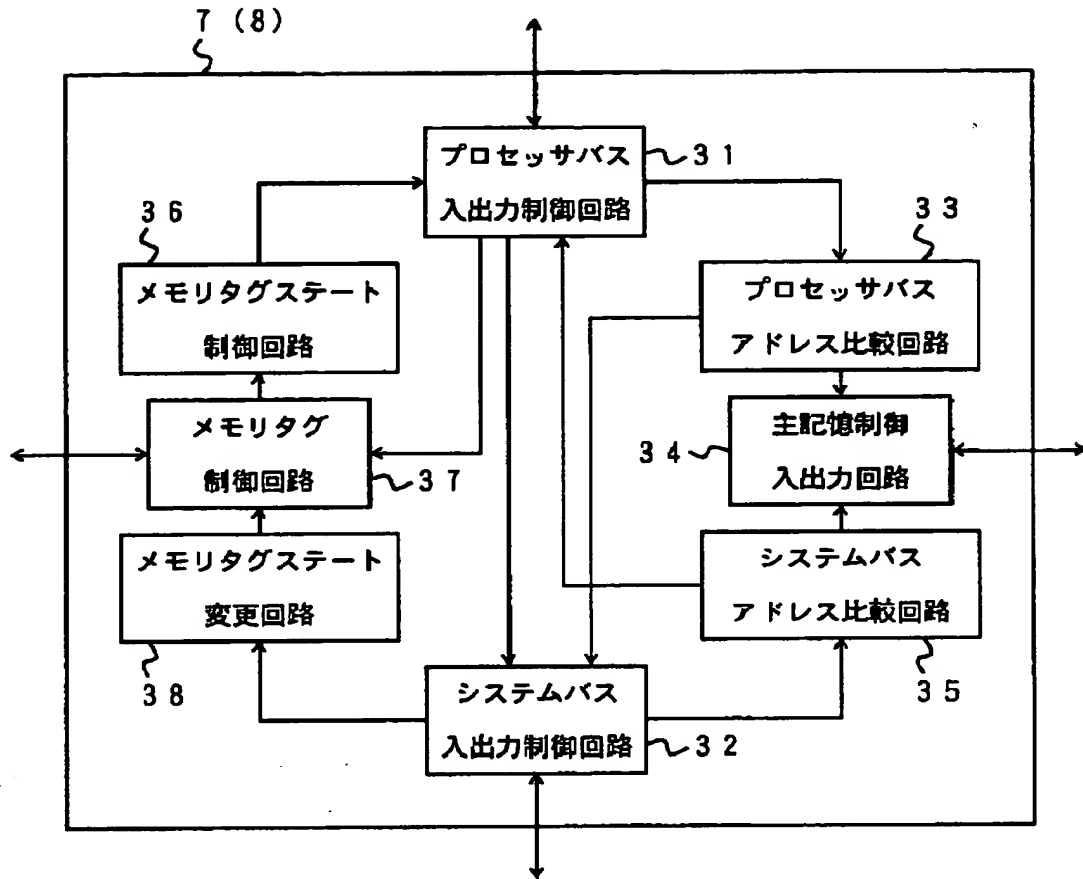 7 (8)
プロセッサバス
入出力制御回路
31
36
33
メモリタグステート
制御回路
プロセッサバス
アドレス比較回路
メモリタグ
制御回路
37
34
主記憶制御
入出力回路
メモリタグステート
変更回路
システムバス
アドレス比較回路
38
システムバス
入出力制御回路
32
35